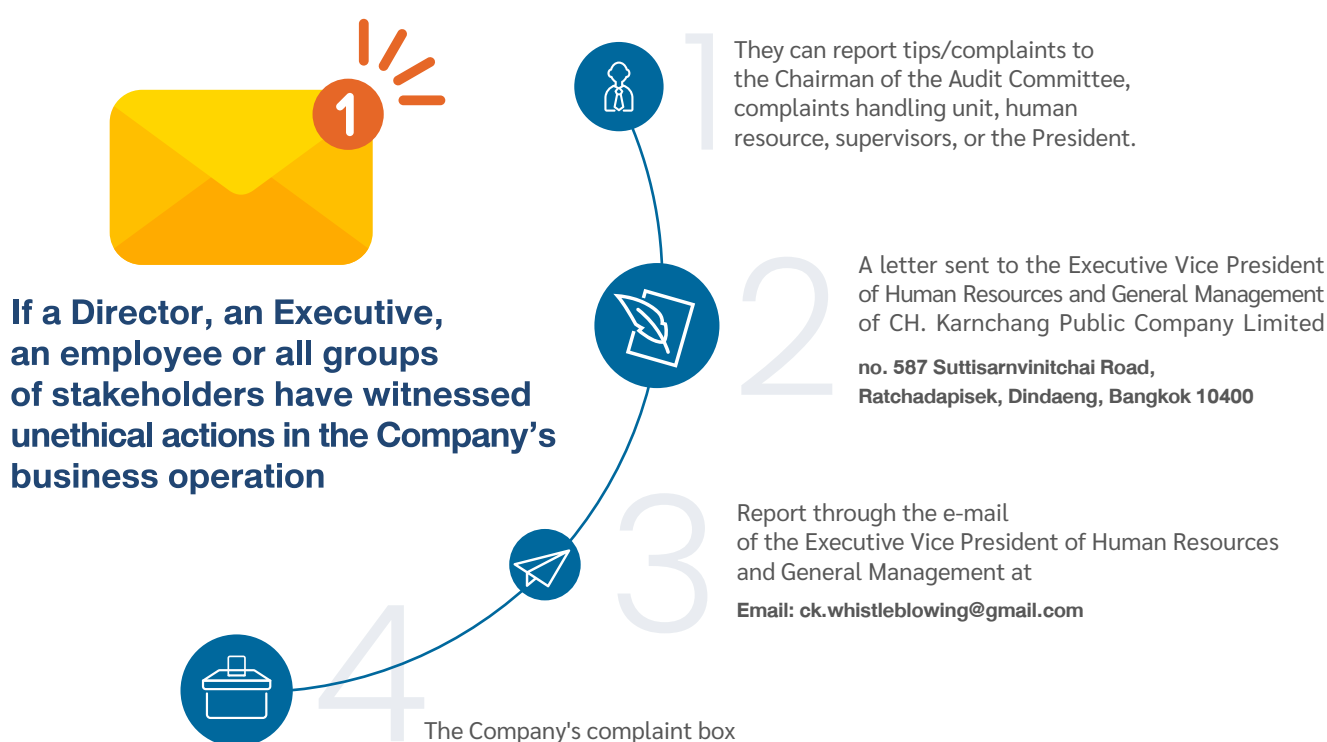 1
If a Director, an Executive,
an employee or all groups
of stakeholders have witnessed
unethical actions in the Company's
business operation
1
They can report tips/complaints to
the Chairman of the Audit Committee,
complaints handling unit, human
resource, supervisors, or the President.
2
A letter sent to the Executive Vice President
of Human Resources and General Management
of CH. Karnchang Public Company Limited
no. 587 Suttisarnvinitchai Road,
Ratchadapisek, Dindaeng, Bangkok 10400
3
Report through the e-mail
of the Executive Vice President of Human Resources
and General Management at
Email: ck.whistleblowing@gmail.com
4
The Company's complaint box